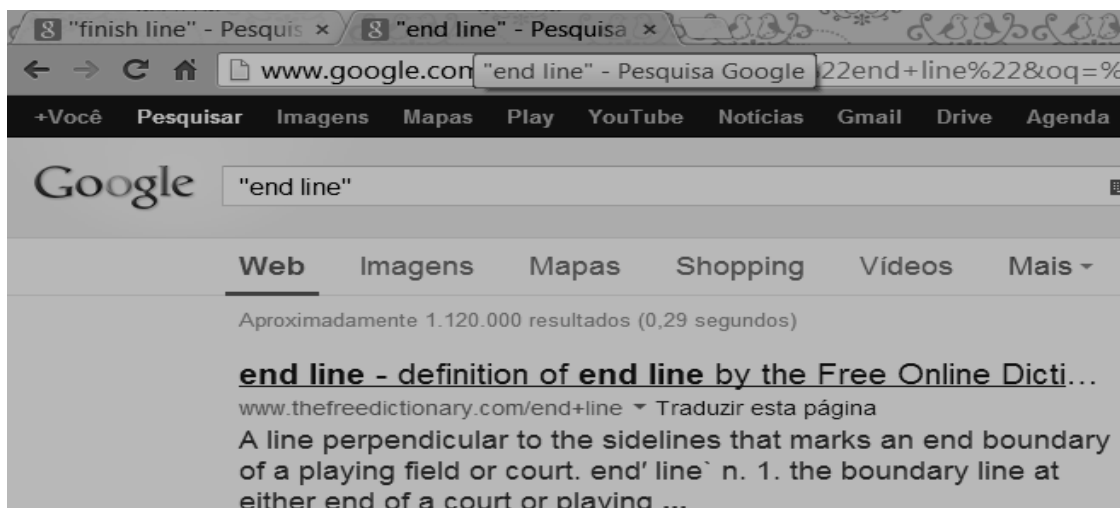 "finish line" - Pesquis × "end line" - Pesquisa ×
www.google.com "end line" - Pesquisa Google 22end+line%22&oq=%
+Você Pesquisar Imagens Mapas Play YouTube Notícias Gmail Drive Agenda
Google "end line"
Web Imagens Mapas Shopping Vídeos Mais
Aproximadamente 1.120.000 resultados (0,29 segundos)
end line - definition of end line by the Free Online Dicti...
www.thefreedictionary.com/end+line Traduzir esta página
A line perpendicular to the sidelines that marks an end boundary
of a playing field or court. end′ line` n. 1. the boundary line at
either end of a court or playing ...